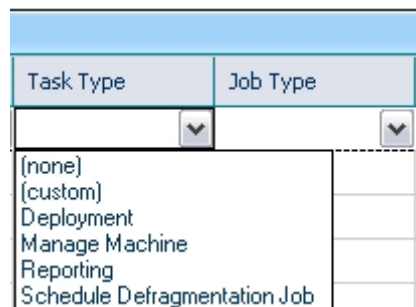 Task Type Job Type
(none)
(custom)
Deployment
Manage Machine
Reporting
Schedule Defragmentation Job